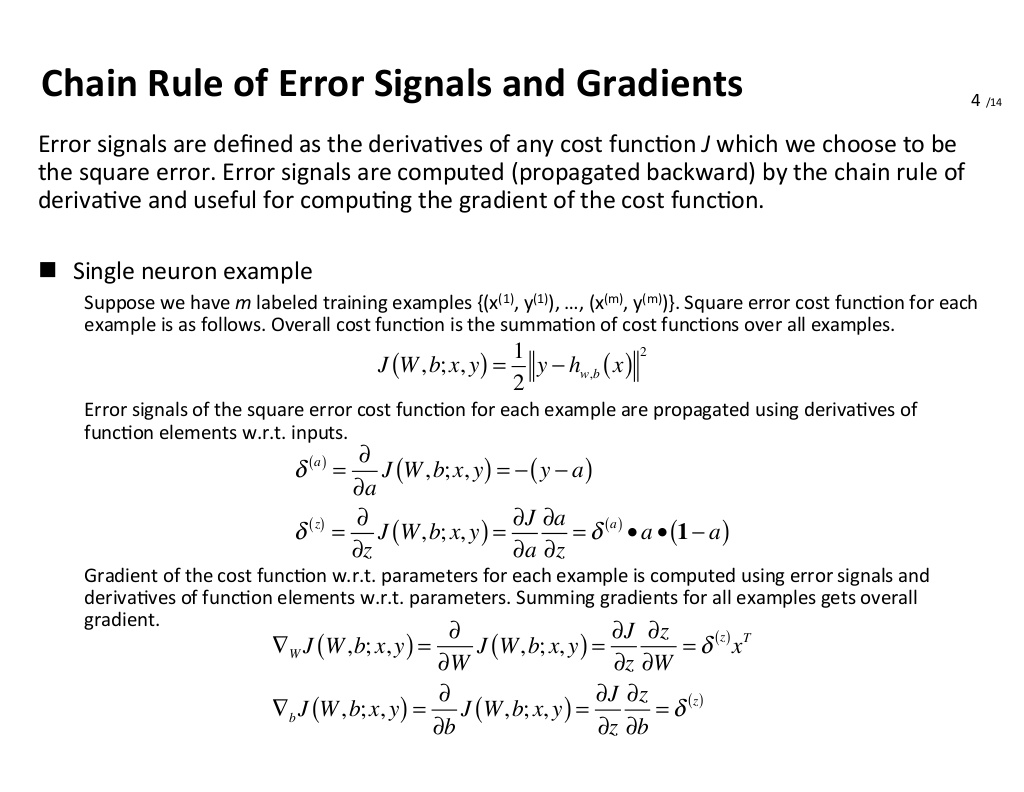 Chain Rule of Error Signals and Gradients
4 /14
Error signals are defined as the derivatives of any cost function J which we choose to be
the square error. Error signals are computed (propagated backward) by the chain rule of
derivative and useful for computing the gradient of the cost function.
■ Single neuron example
Suppose we have m labeled training examples {(x⁽¹⁾, y⁽¹⁾), …, (x⁽ᵐ⁾, y⁽ᵐ⁾)}. Square error cost function for each
example is as follows. Overall cost function is the summation of cost functions over all examples.
J(W,b;x,y) = 1/2 ‖y − h_{w,b}(x)‖²
Error signals of the square error cost function for each example are propagated using derivatives of
function elements w.r.t. inputs.
δ^(a) = ∂/∂a J(W,b;x,y) = −(y − a)
δ^(z) = ∂/∂z J(W,b;x,y) = ∂J/∂a ∂a/∂z = δ^(a) • a • (1 − a)
Gradient of the cost function w.r.t. parameters for each example is computed using error signals and
derivatives of function elements w.r.t. parameters. Summing gradients for all examples gets overall
gradient.
∇_W J(W,b;x,y) = ∂/∂W J(W,b;x,y) = ∂J/∂z ∂z/∂W = δ^(z) x^T
∇_b J(W,b;x,y) = ∂/∂b J(W,b;x,y) = ∂J/∂z ∂z/∂b = δ^(z)